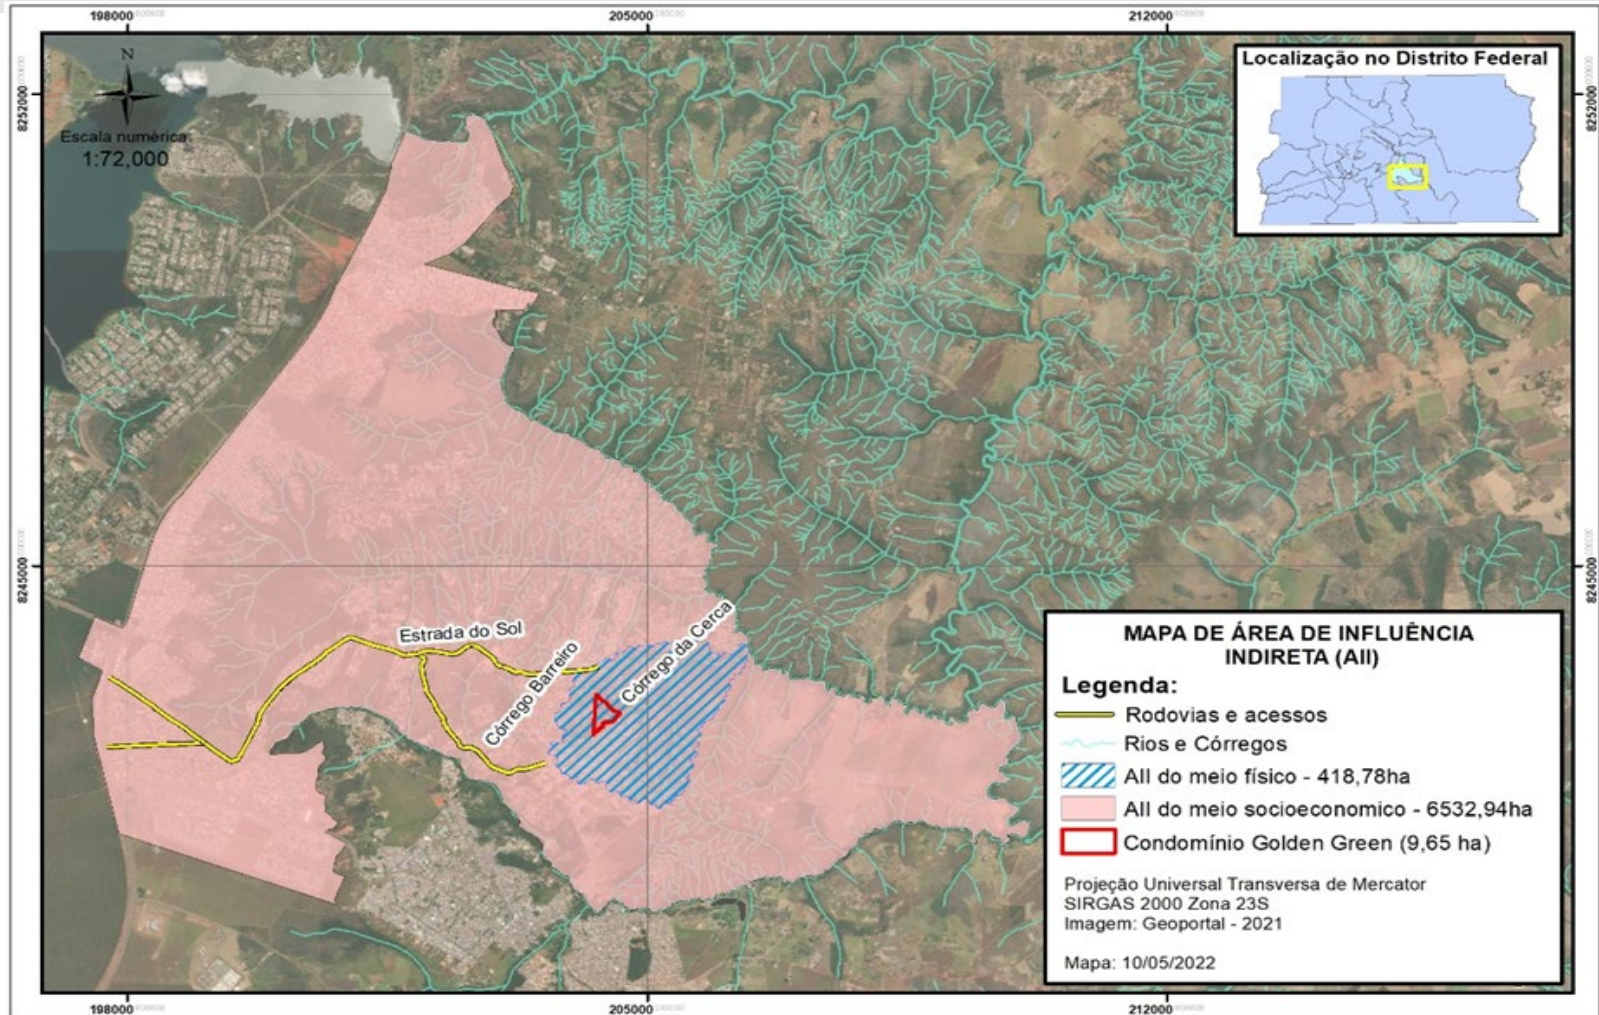 198000
205000
212000
N
Escala numérica:
1:72,000
Localização no Distrito Federal
8252000
8252000
8245000
8245000
Estrada do Sol
Córrego Barreiro
Córrego da Cerca
MAPA DE ÁREA DE INFLUÊNCIA
INDIRETA (AII)
Legenda:
Rodovias e acessos
Rios e Córregos
AII do meio físico - 418,78ha
AII do meio socioeconomico - 6532,94ha
Condomínio Golden Green (9,65 ha)
Projeção Universal Transversa de Mercator
SIRGAS 2000 Zona 23S
Imagem: Geoportal - 2021
Mapa: 10/05/2022
198000
205000
212000